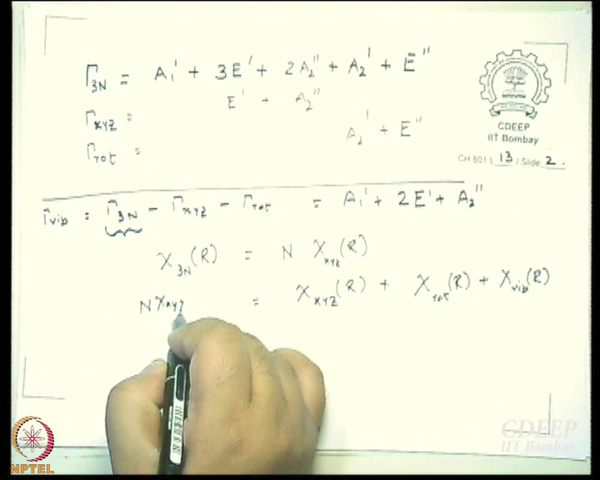 Γ3N = A1' + 3E' + 2A2'' + A2' + E''
Γxyz = E' + A2''
Γrot = A2' + E''
CDEEP
IIT Bombay
CH 601 L 13 / Slide 2.
Γvib = Γ3N - Γxyz - Γrot = A1' + 2E' + A2''
χ3N(R) = N χxyz(R)
N χxyz = χxyz(R) + χrot(R) + χvib(R)
CDEEP
IIT Bombay
NPTEL